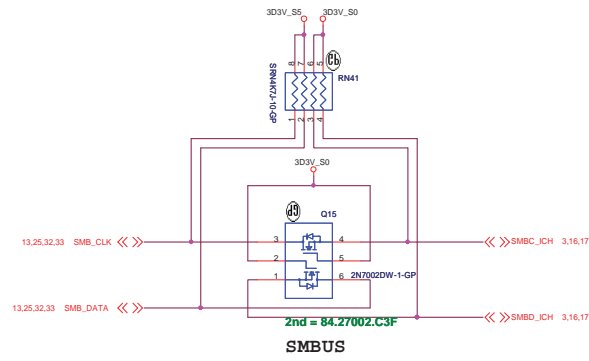 3D3V_S5 3D3V_S0
8 7 6 5
SRN4K7J-10-GP
RN41
1 2 3 4
3D3V_S0
Q15
13,25,32,33 SMB_CLK
3 4
SMBC_ICH 3,16,17
2 5
1 6
2N7002DW-1-GP
13,25,32,33 SMB_DATA
SMBD_ICH 3,16,17
2nd = 84.27002.C3F
SMBUS